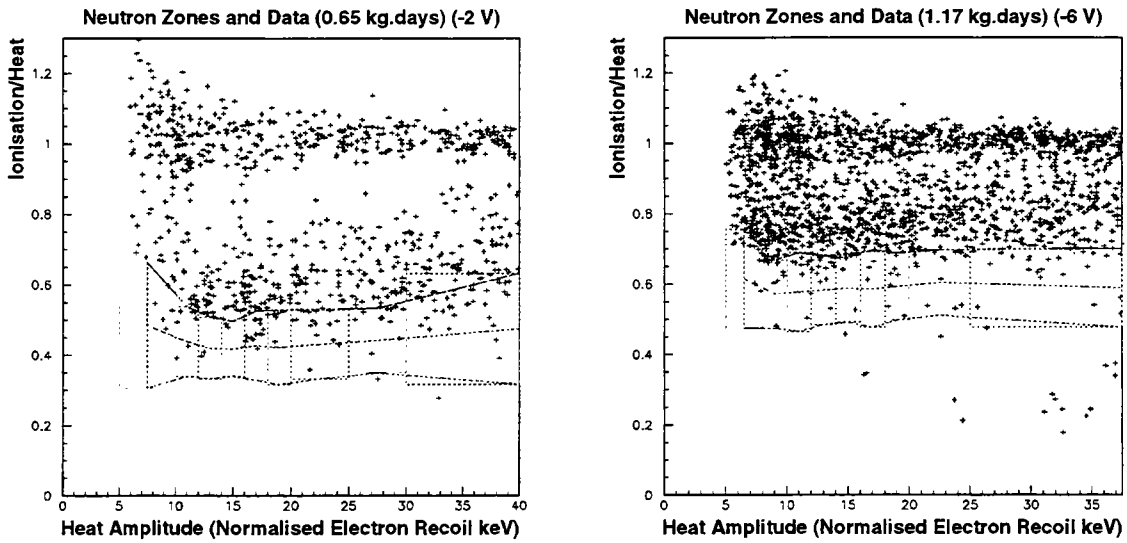 Neutron Zones and Data (0.65 kg.days) (-2 V)
Ionisation/Heat
1.2
1
0.8
0.6
0.4
0.2
0
0 5 10 15 20 25 30 35 40
Heat Amplitude (Normalised Electron Recoil keV)
Neutron Zones and Data (1.17 kg.days) (-6 V)
Ionisation/Heat
1.2
1
0.8
0.6
0.4
0.2
0
0 5 10 15 20 25 30 35
Heat Amplitude (Normalised Electron Recoil keV)